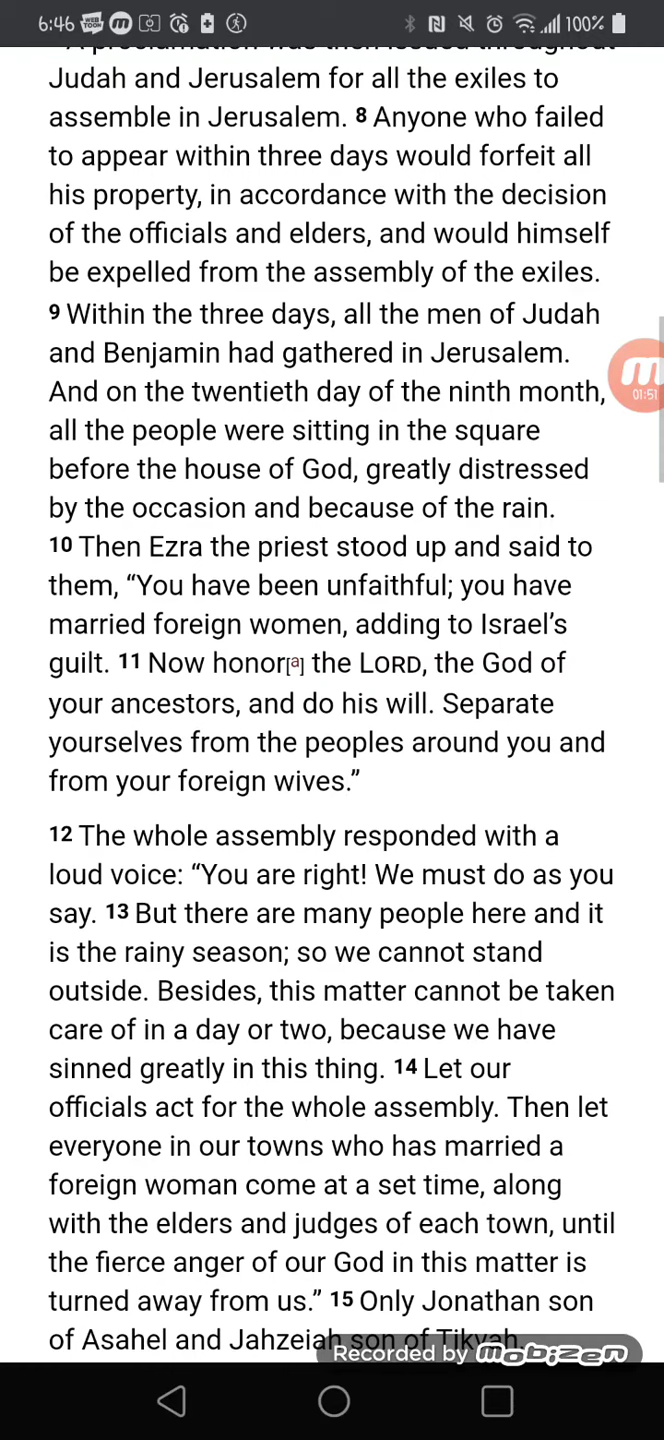 6:46 WEB TOON m 100%
A proclamation was then issued throughout
Judah and Jerusalem for all the exiles to
assemble in Jerusalem. 8 Anyone who failed
to appear within three days would forfeit all
his property, in accordance with the decision
of the officials and elders, and would himself
be expelled from the assembly of the exiles.
9 Within the three days, all the men of Judah
and Benjamin had gathered in Jerusalem.
m
01:51
And on the twentieth day of the ninth month,
all the people were sitting in the square
before the house of God, greatly distressed
by the occasion and because of the rain.
10 Then Ezra the priest stood up and said to
them, “You have been unfaithful; you have
married foreign women, adding to Israel’s
guilt. 11 Now honor[a] the LORD, the God of
your ancestors, and do his will. Separate
yourselves from the peoples around you and
from your foreign wives.”
12 The whole assembly responded with a
loud voice: “You are right! We must do as you
say. 13 But there are many people here and it
is the rainy season; so we cannot stand
outside. Besides, this matter cannot be taken
care of in a day or two, because we have
sinned greatly in this thing. 14 Let our
officials act for the whole assembly. Then let
everyone in our towns who has married a
foreign woman come at a set time, along
with the elders and judges of each town, until
the fierce anger of our God in this matter is
turned away from us.” 15 Only Jonathan son
of Asahel and Jahzeiah son of Tikvah,
Recorded by mobizen